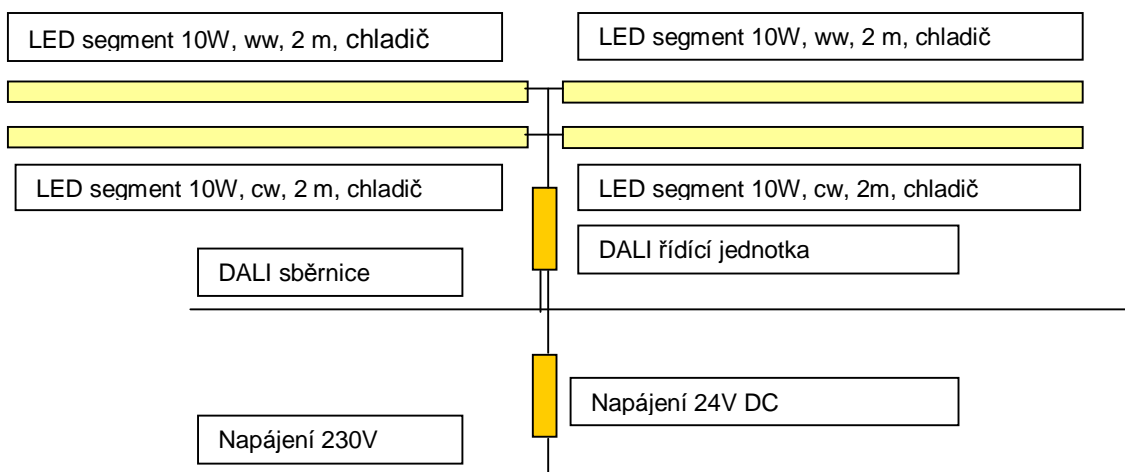 LED segment 10W, ww, 2 m, chladič
LED segment 10W, ww, 2 m, chladič
LED segment 10W, cw, 2 m, chladič
LED segment 10W, cw, 2m, chladič
DALI řídící jednotka
DALI sběrnice
Napájení 24V DC
Napájení 230V